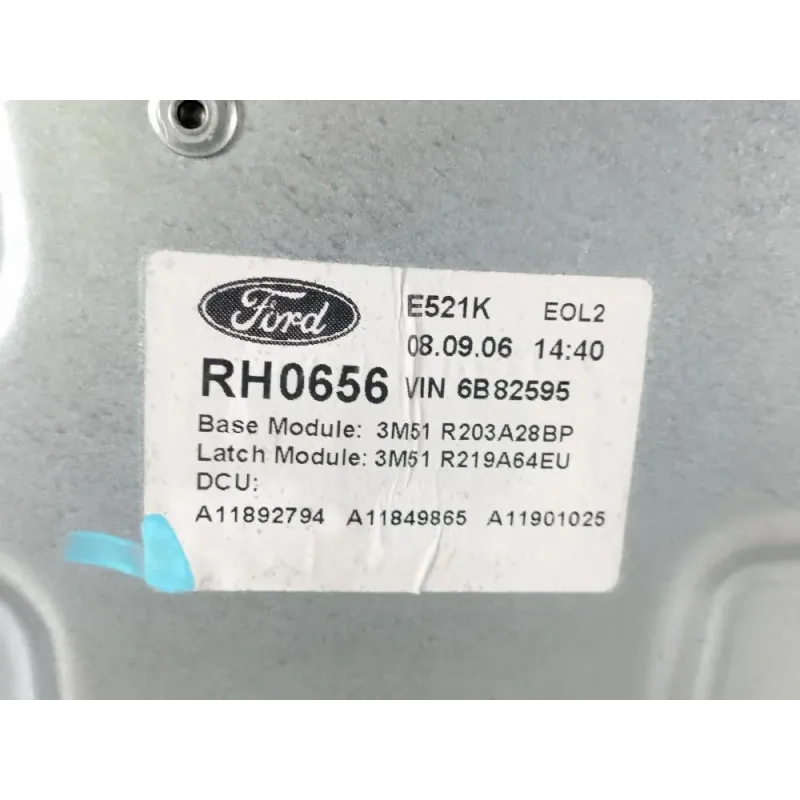 Ford E521K EOL2
08.09.06 14:40
RH0656 VIN 6B82595
Base Module: 3M51 R203A28BP
Latch Module: 3M51 R219A64EU
DCU:
A11892794 A11849865 A11901025